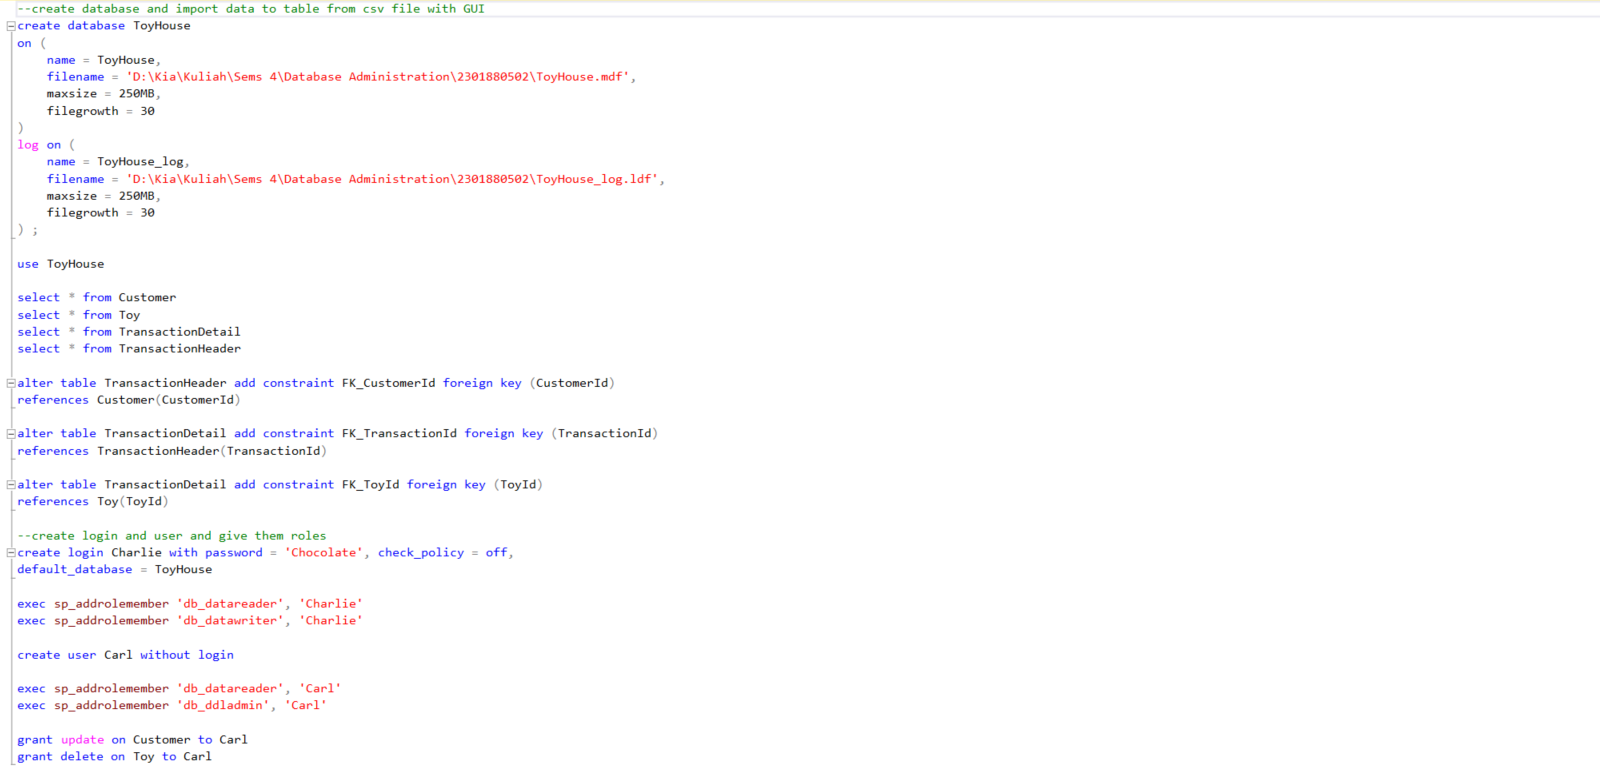 --create database and import data to table from csv file with GUI
create database ToyHouse
on (
    name = ToyHouse,
    filename = 'D:\Kia\Kuliah\Sems 4\Database Administration\2301880502\ToyHouse.mdf',
    maxsize = 250MB,
    filegrowth = 30
)
log on (
    name = ToyHouse_log,
    filename = 'D:\Kia\Kuliah\Sems 4\Database Administration\2301880502\ToyHouse_log.ldf',
    maxsize = 250MB,
    filegrowth = 30
) ;

use ToyHouse

select * from Customer
select * from Toy
select * from TransactionDetail
select * from TransactionHeader

alter table TransactionHeader add constraint FK_CustomerId foreign key (CustomerId)
references Customer(CustomerId)

alter table TransactionDetail add constraint FK_TransactionId foreign key (TransactionId)
references TransactionHeader(TransactionId)

alter table TransactionDetail add constraint FK_ToyId foreign key (ToyId)
references Toy(ToyId)

--create login and user and give them roles
create login Charlie with password = 'Chocolate', check_policy = off,
default_database = ToyHouse

exec sp_addrolemember 'db_datareader', 'Charlie'
exec sp_addrolemember 'db_datawriter', 'Charlie'

create user Carl without login

exec sp_addrolemember 'db_datareader', 'Carl'
exec sp_addrolemember 'db_ddladmin', 'Carl'

grant update on Customer to Carl
grant delete on Toy to Carl